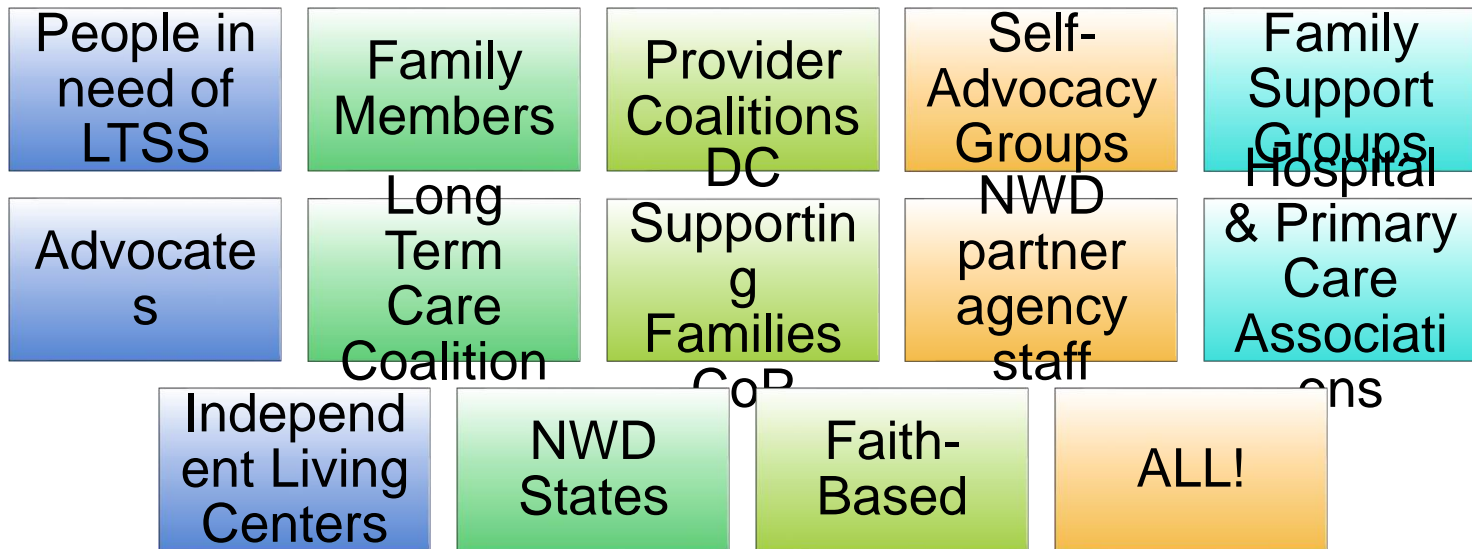 People in
need of
LTSS
Family
Members
Provider
Coalitions
Self-
Advocacy
Groups
Family
Support
Groups
Advocate
s
Long
Term
Care
Coalition
DC
Supportin
g
Families
CoP
NWD
partner
agency
staff
Hospital
& Primary
Care
Associati
ons
Independ
ent Living
Centers
NWD
States
Faith-
Based
ALL!